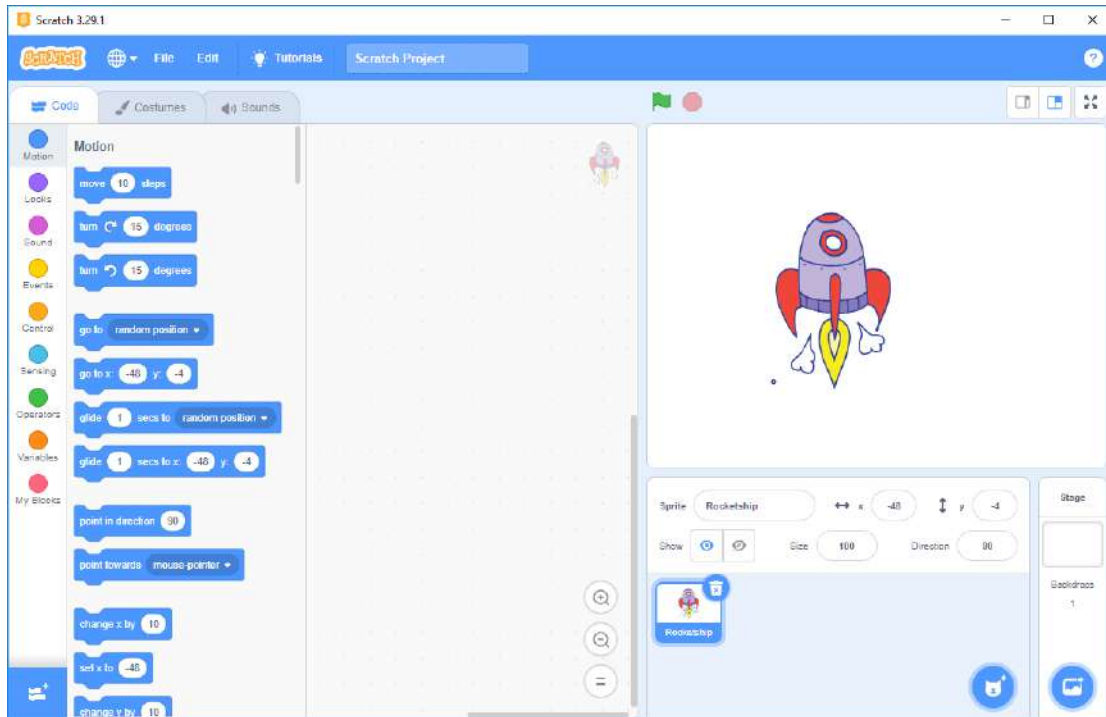 Scratch 3.29.1
SCRATCH File Edit Tutorials Scratch Project ?
Code Costumes Sounds
Motion
Looks
Sound
Events
Control
Sensing
Operators
Variables
My Blocks
Motion
move 10 steps
turn 15 degrees
turn 15 degrees
go to random position
go to x: -48 y: -4
glide 1 secs to random position
glide 1 secs to x: -48 y: -4
point in direction 90
point towards mouse-pointer
change x by 10
set x to -48
change y by 10
=
Sprite Rocketship x -48 y -4
Show Size 100 Direction 90
Rocketship
Stage
Backdrops
1